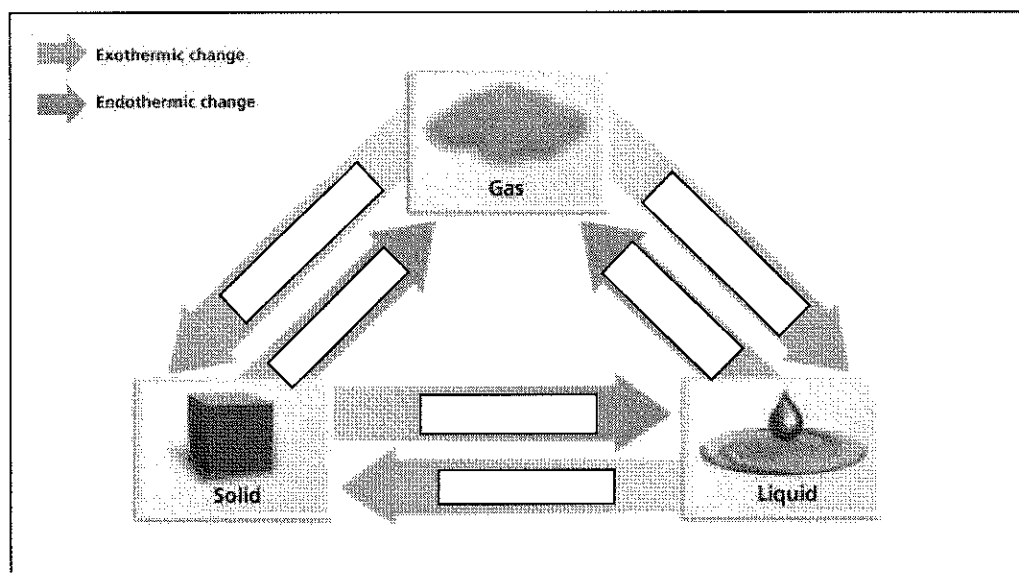 Exothermic change
Endothermic change
Gas
Solid
Liquid